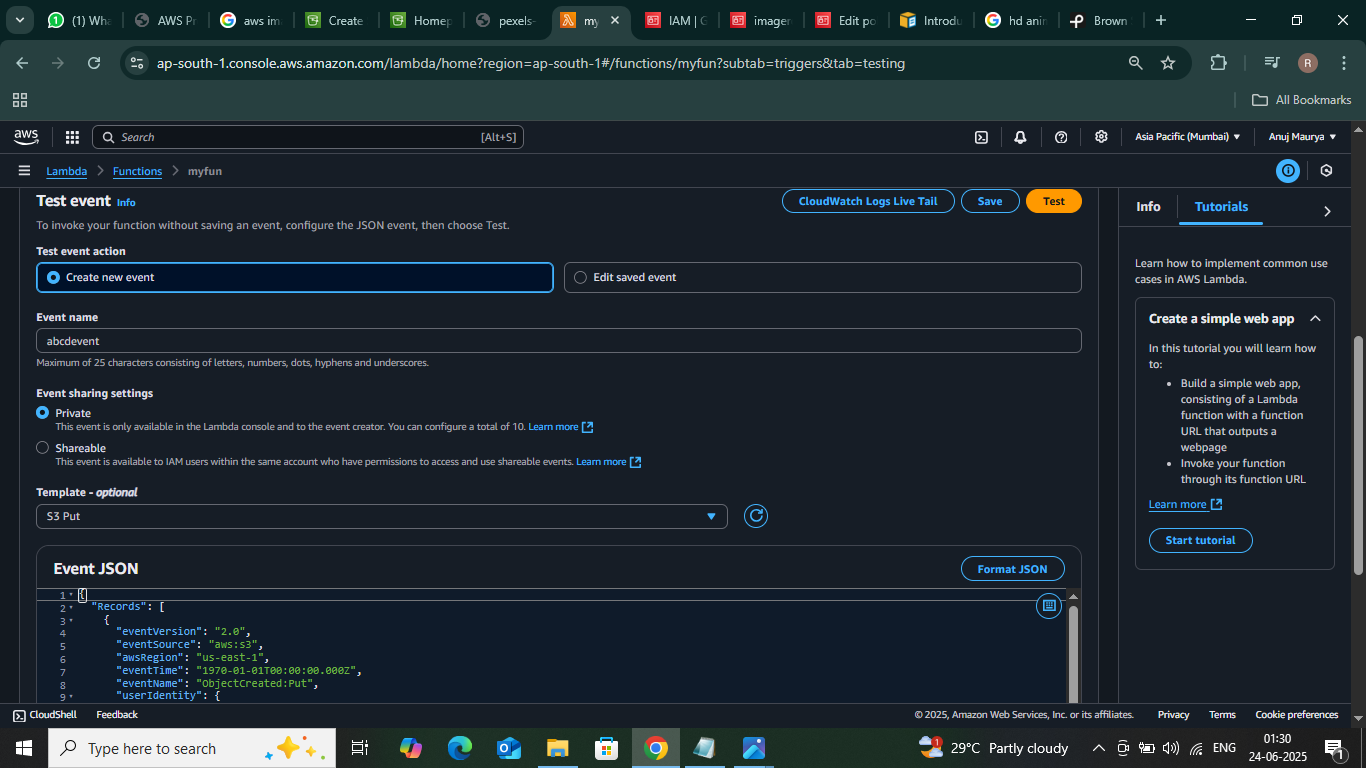 (1) Wha
AWS Pr
aws im
Create
Homep
pexels-
my
IAM | G
imager
Edit po
Introdu
hd anin
Brown
ap-south-1.console.aws.amazon.com/lambda/home?region=ap-south-1#/functions/myfun?subtab=triggers&tab=testing
R
All Bookmarks
aws
Search
[Alt+S]
Asia Pacific (Mumbai)
Anuj Maurya
Lambda > Functions > myfun
Test event Info
CloudWatch Logs Live Tail
Save
Test
To invoke your function without saving an event, configure the JSON event, then choose Test.
Test event action
Create new event
Edit saved event
Event name
abcdevent
Maximum of 25 characters consisting of letters, numbers, dots, hyphens and underscores.
Event sharing settings
Private
This event is only available in the Lambda console and to the event creator. You can configure a total of 10. Learn more
Shareable
This event is available to IAM users within the same account who have permissions to access and use shareable events. Learn more
Template - optional
S3 Put
Event JSON
Format JSON
1 {
2 "Records": [
3 {
4 "eventVersion": "2.0",
5 "eventSource": "aws:s3",
6 "awsRegion": "us-east-1",
7 "eventTime": "1970-01-01T00:00:00.000Z",
8 "eventName": "ObjectCreated:Put",
9 "userIdentity": {
Info
Tutorials
Learn how to implement common use
cases in AWS Lambda.
Create a simple web app
In this tutorial you will learn how
to:
• Build a simple web app,
consisting of a Lambda
function with a function
URL that outputs a
webpage
• Invoke your function
through its function URL
Learn more
Start tutorial
CloudShell
Feedback
© 2025, Amazon Web Services, Inc. or its affiliates.
Privacy
Terms
Cookie preferences
Type here to search
29°C Partly cloudy
ENG
01:30
24-06-2025
1